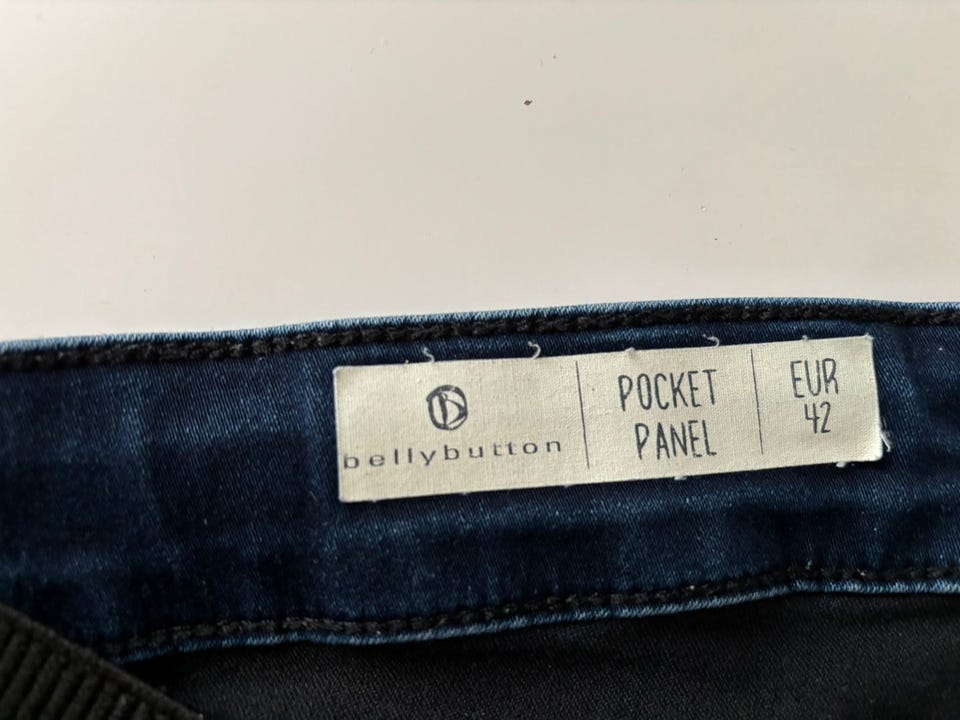 bellybutton
POCKET
PANEL
EUR
42